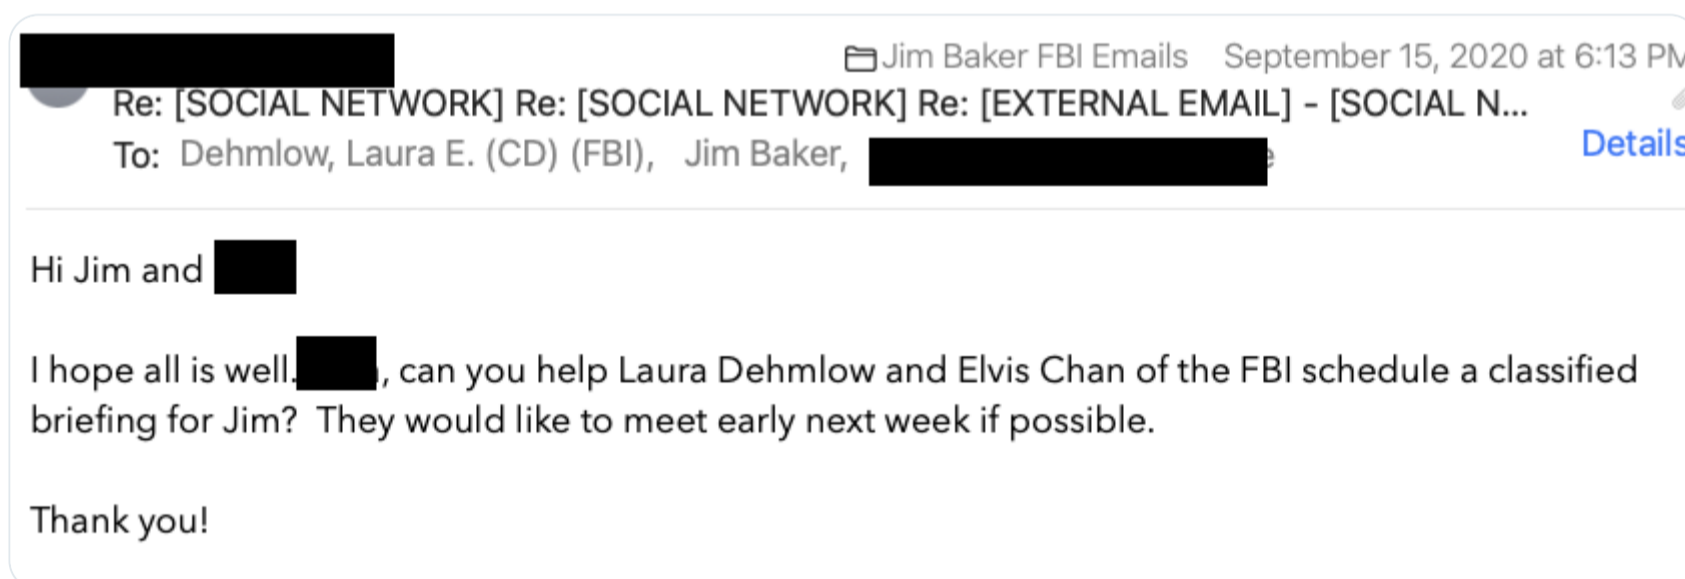 Jim Baker FBI Emails September 15, 2020 at 6:13 PM
Re: [SOCIAL NETWORK] Re: [SOCIAL NETWORK] Re: [EXTERNAL EMAIL] - [SOCIAL N...
To: Dehmlow, Laura E. (CD) (FBI), Jim Baker,
Details
Hi Jim and
I hope all is well. , can you help Laura Dehmlow and Elvis Chan of the FBI schedule a classified
briefing for Jim? They would like to meet early next week if possible.
Thank you!